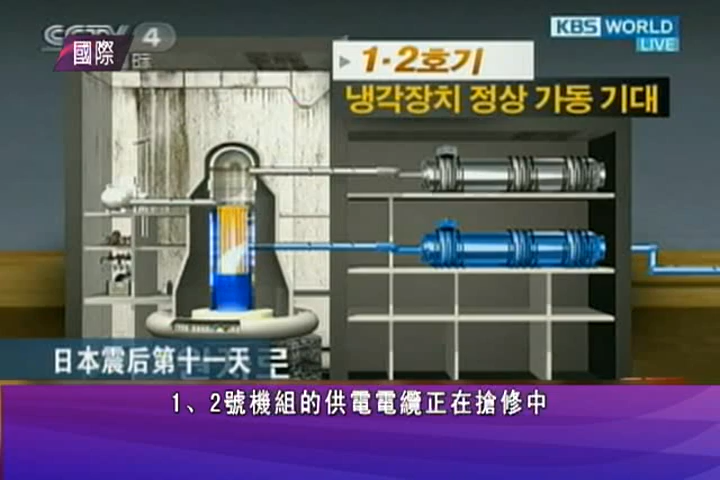 CCTV 4
國際
KBS WORLD
LIVE
1·2호기
냉각장치 정상 가동 기대
日本震后第十一天
1、2號機組的供電電纜正在搶修中